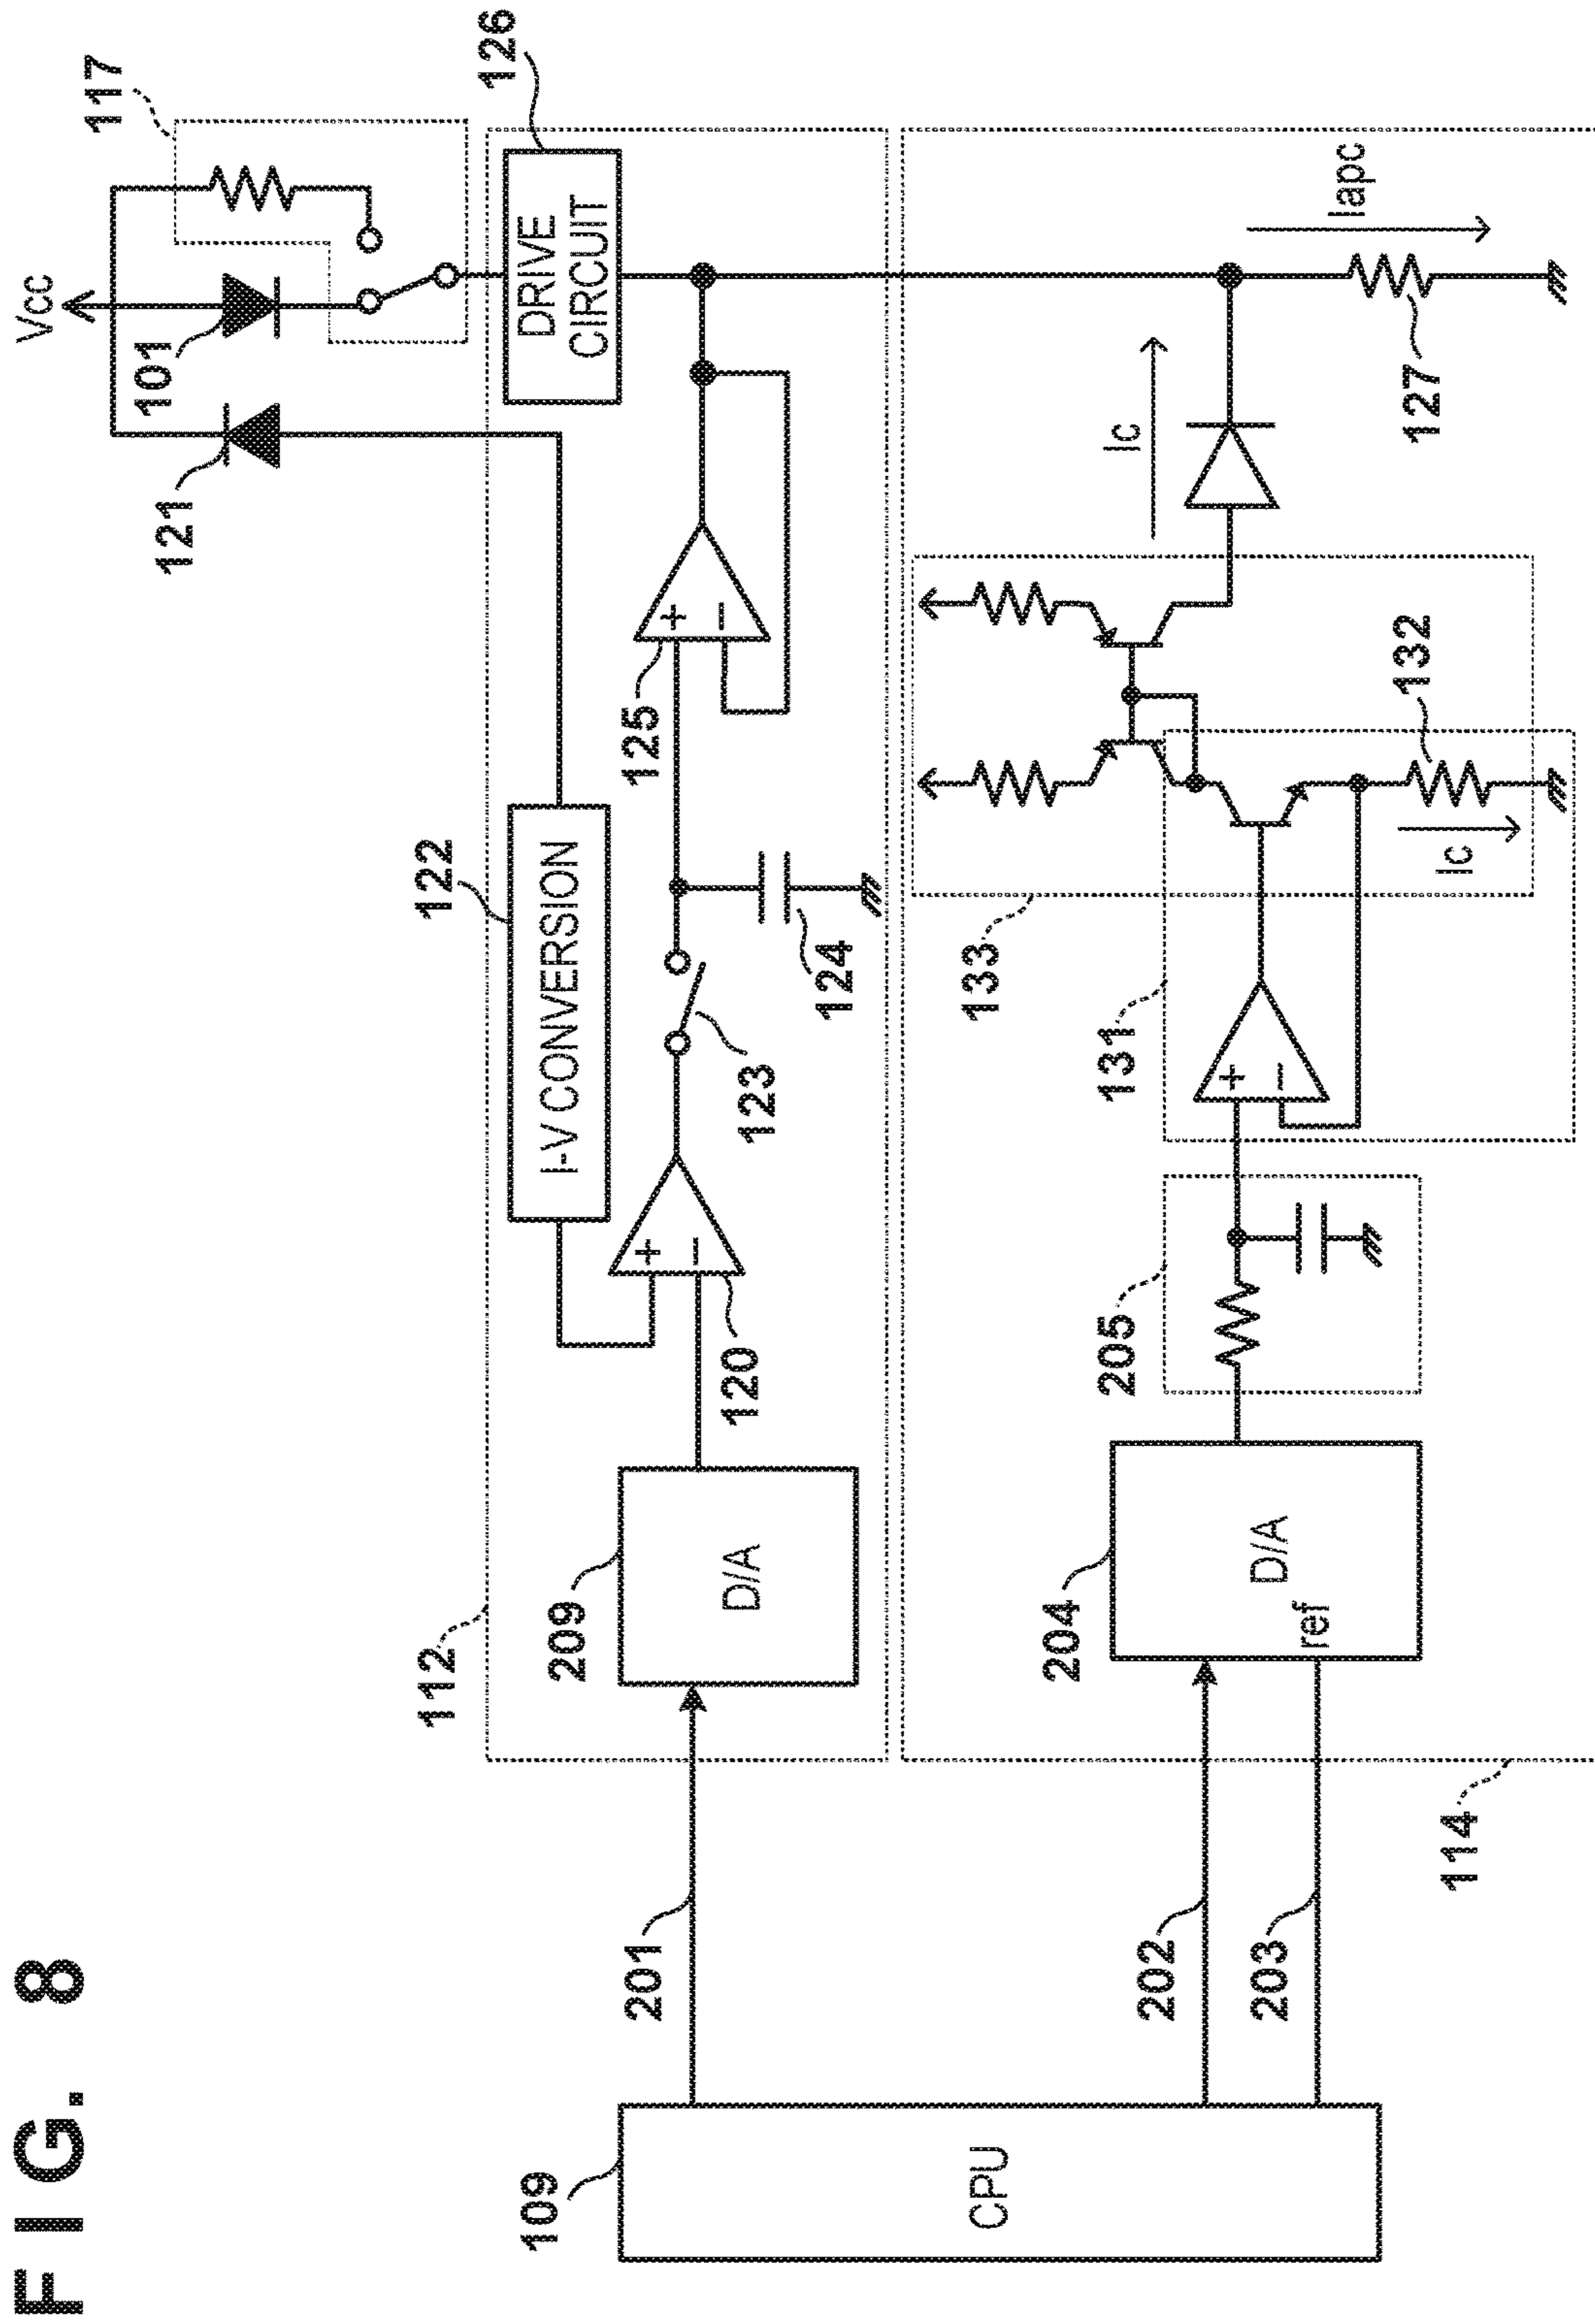 FIG. 8
Vcc
117
101
121
126
DRIVE
CIRCUIT
122
I-V CONVERSION
112
125
+
−
123
124
120
+
−
209
D/A
201
109
CPU
Iapc
127
Ic
132
Ic
133
131
+
−
205
204
D/A
ref
202
203
114